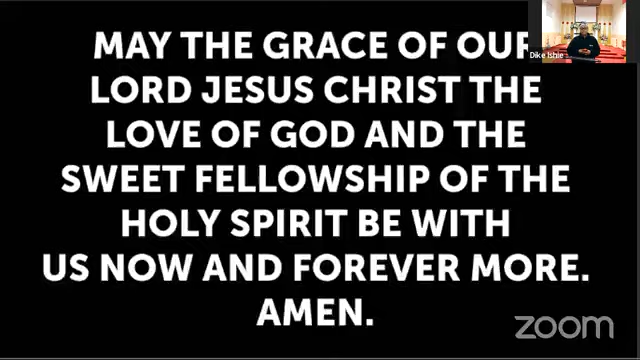 MAY THE GRACE OF OUR
LORD JESUS CHRIST THE
LOVE OF GOD AND THE
SWEET FELLOWSHIP OF THE
HOLY SPIRIT BE WITH
US NOW AND FOREVER MORE.
AMEN.
Dike Ishie
zoom